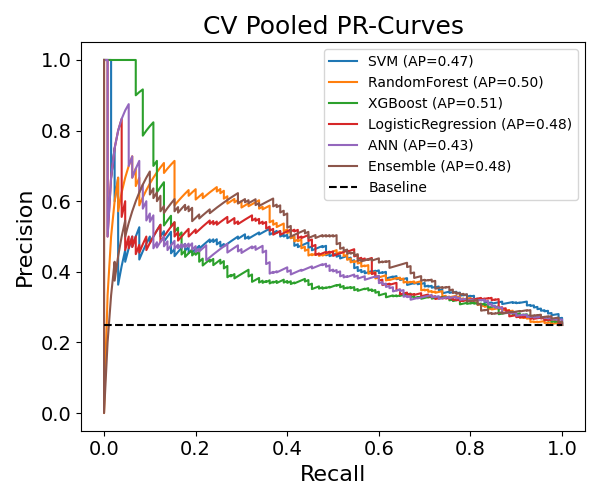 CV Pooled PR-Curves
SVM (AP=0.47)
RandomForest (AP=0.50)
XGBoost (AP=0.51)
LogisticRegression (AP=0.48)
ANN (AP=0.43)
Ensemble (AP=0.48)
Baseline
Precision
1.0
0.8
0.6
0.4
0.2
0.0
0.0 0.2 0.4 0.6 0.8 1.0
Recall